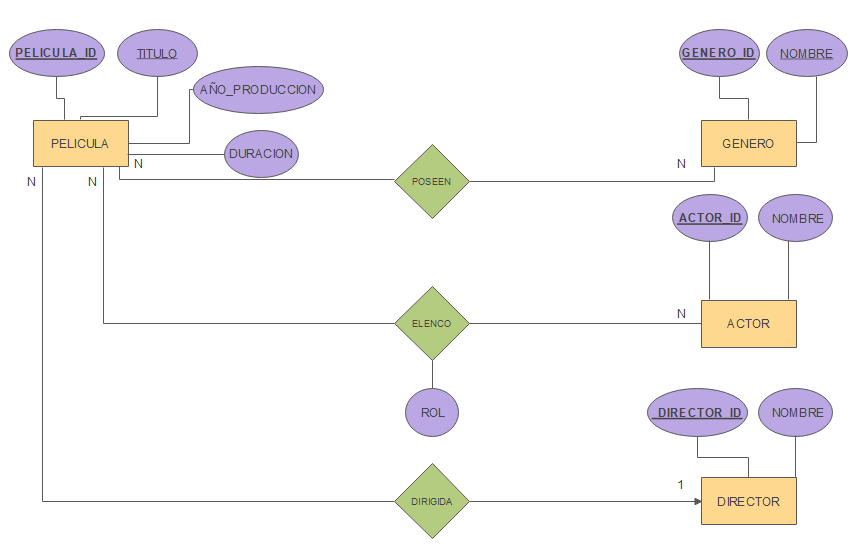 PELICULA_ID
TITULO
GENERO_ID
NOMBRE
AÑO_PRODUCCION
PELICULA
GENERO
DURACION
N
N
N
N
POSEEN
ACTOR_ID
NOMBRE
N
ELENCO
ACTOR
ROL
DIRECTOR_ID
NOMBRE
1
DIRIGIDA
DIRECTOR